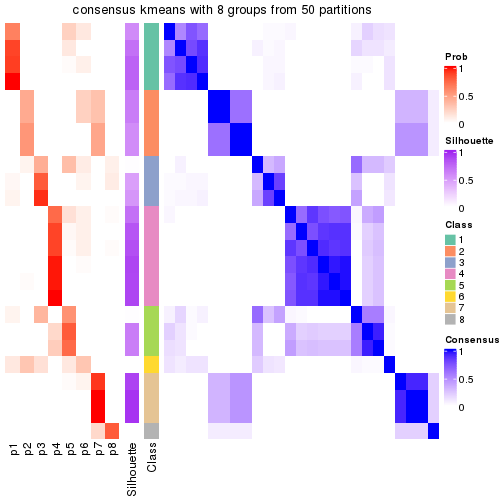 consensus kmeans with 8 groups from 50 partitions
Prob
1
0.5
0
Silhouette
1
0.5
0
Class
1
2
3
4
5
6
7
8
Consensus
1
0.5
0
p1
p2
p3
p4
p5
p6
p7
p8
Silhouette
Class